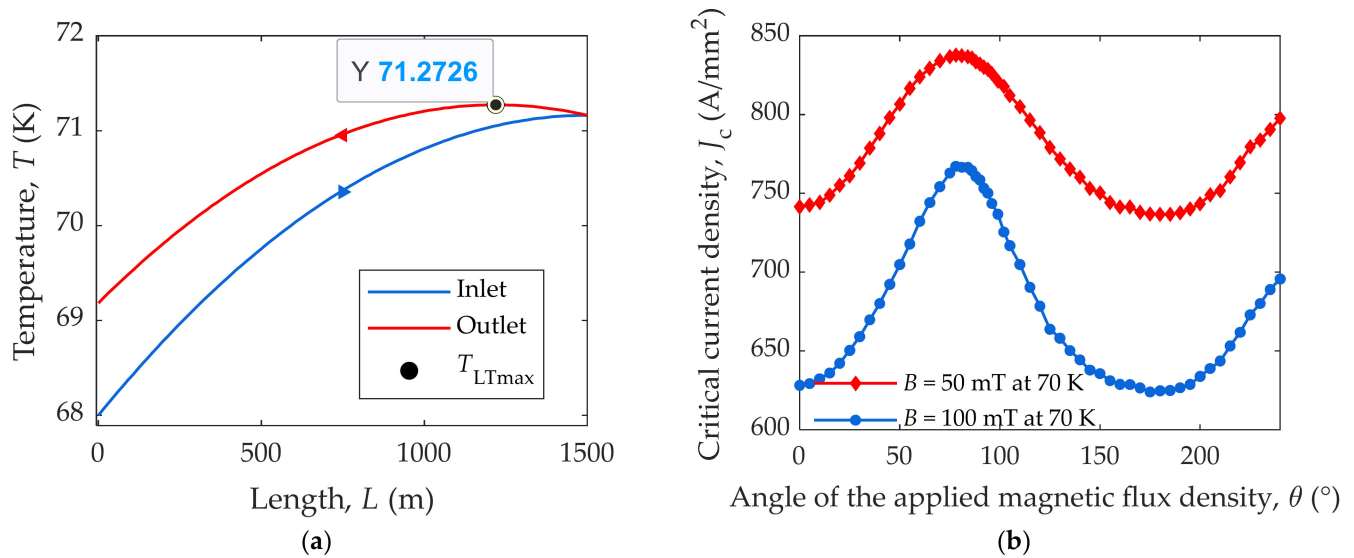 72
71
70
69
68
Temperature, T (K)
Y 71.2726
Inlet
Outlet
T_LTmax
0
500
1000
1500
Length, L (m)
(a)
850
800
750
700
650
600
Critical current density, J_c (A/mm²)
B = 50 mT at 70 K
B = 100 mT at 70 K
0
50
100
150
200
Angle of the applied magnetic flux density, θ (°)
(b)